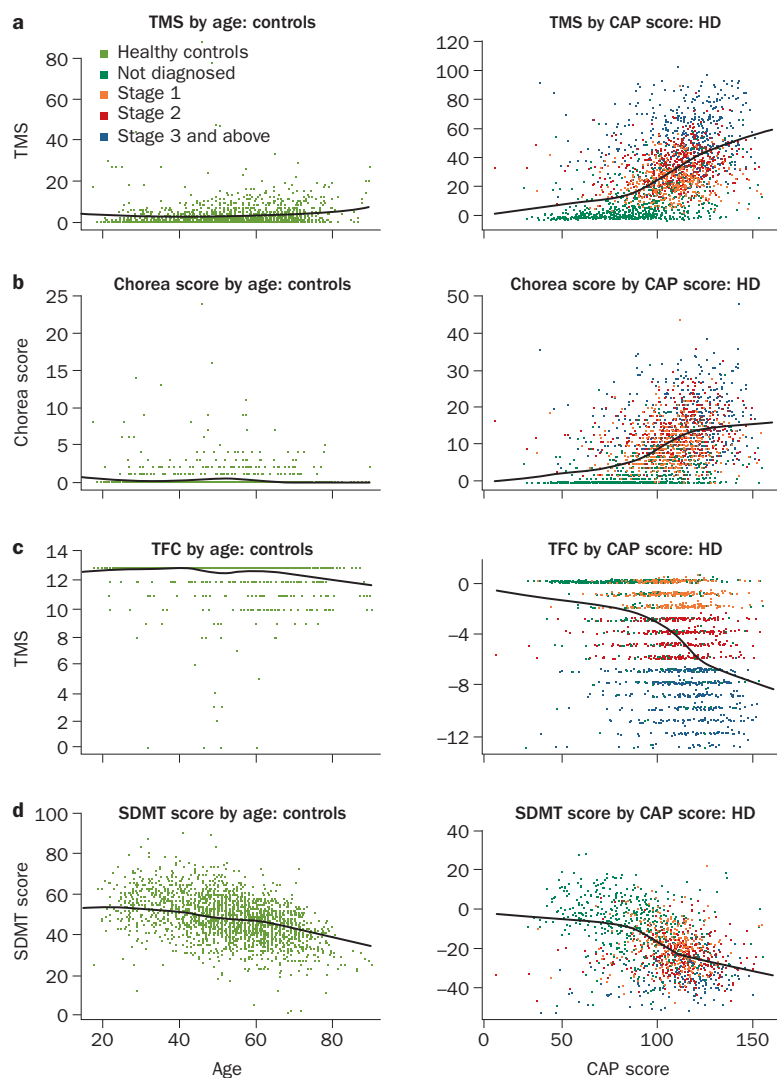 a
TMS by age: controls
TMS by CAP score: HD
80
60
40
20
0
TMS
Healthy controls
Not diagnosed
Stage 1
Stage 2
Stage 3 and above
120
100
80
60
40
20
0
b
Chorea score by age: controls
Chorea score by CAP score: HD
25
20
15
10
5
0
Chorea score
50
40
30
20
10
0
c
TFC by age: controls
TFC by CAP score: HD
14
12
10
8
6
4
2
0
TMS
0
−4
−8
−12
d
SDMT score by age: controls
SDMT score by CAP score: HD
100
80
60
40
20
0
SDMT score
40
20
0
−20
−40
20 40 60 80
Age
0 50 100 150
CAP score